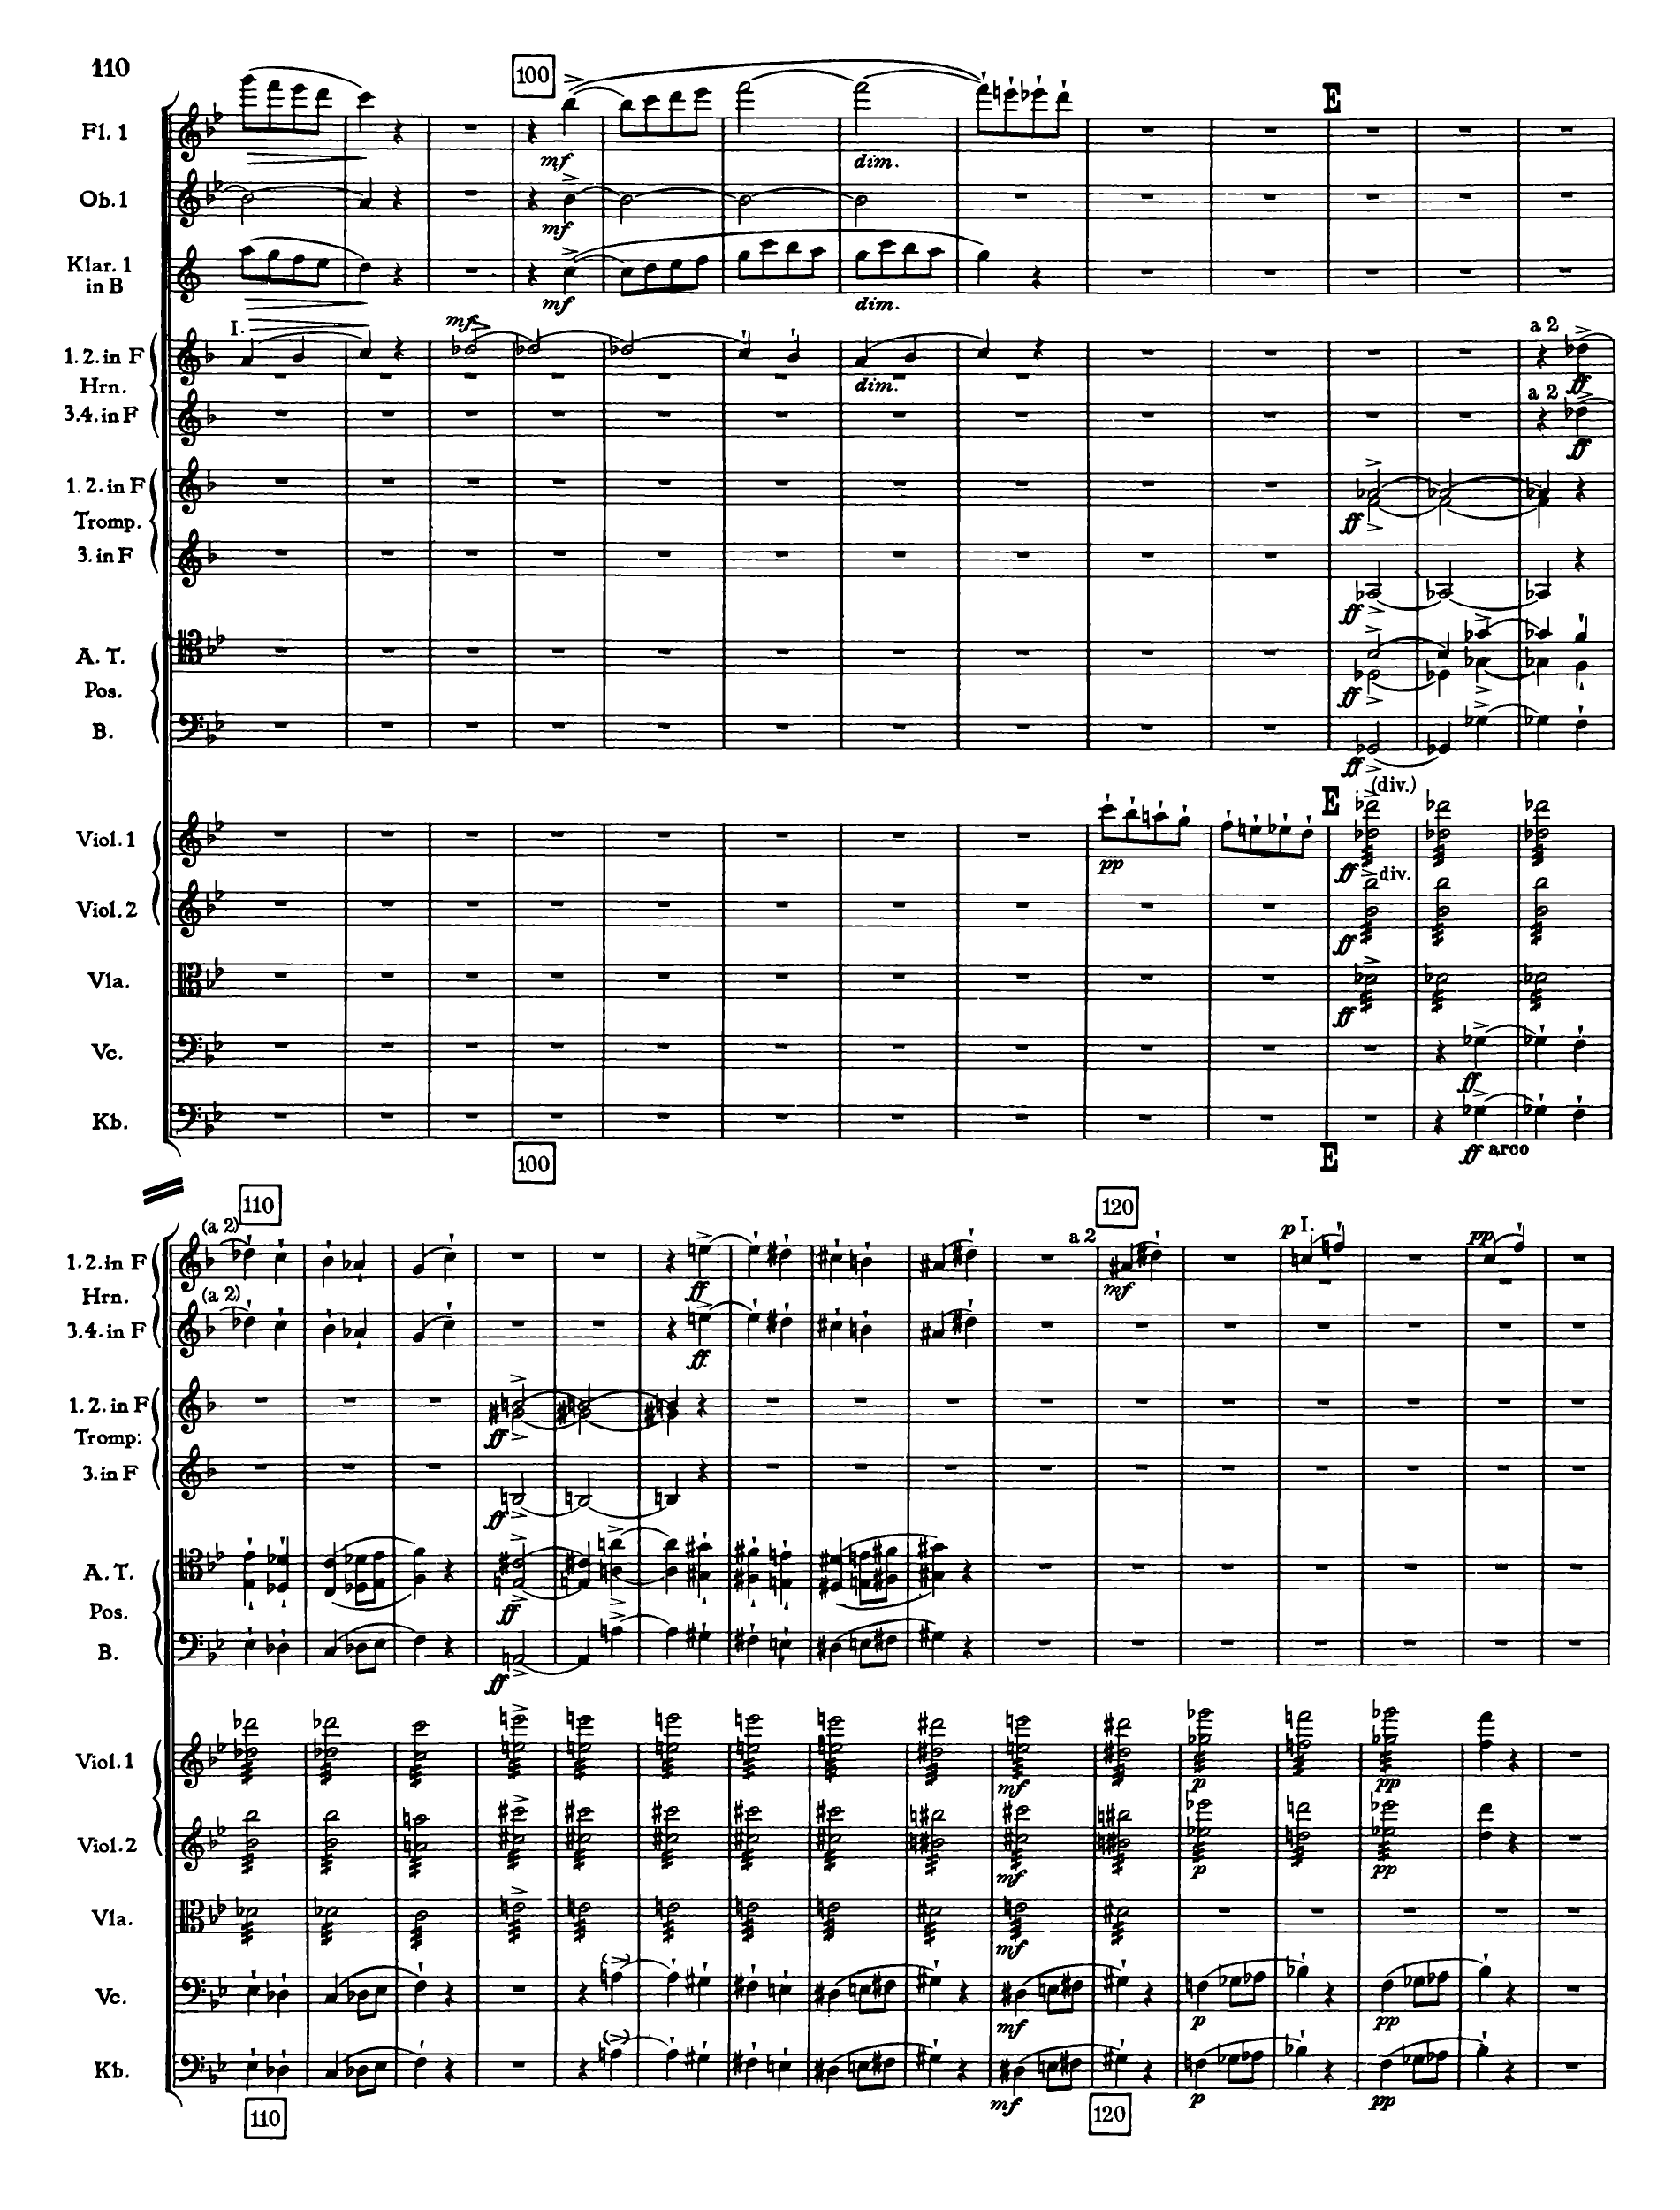 110
100
E
Fl. 1
mf
dim.
Ob.1
mf
Klar. 1
in B
mf
dim.
I.
mf
1. 2. in F
dim.
a 2
ff
Hrn.
3.4. in F
a 2
ff
1. 2. in F
ff
Tromp.
3. in F
ff
A. T.
ff
Pos.
B.
ff
(div.)
E
Viol. 1
pp
ff
div.
Viol. 2
ff
Vla.
ff
Vc.
ff
Kb.
ff arco
100
E
110
120
(a 2)
a 2
p I.
pp
1. 2. in F
ff
mf
Hrn.
(a 2)
3.4. in F
ff
1. 2. in F
ff
Tromp.
3. in F
ff
A. T.
ff
Pos.
B.
ff
Viol. 1
mf
p
pp
Viol. 2
mf
p
pp
Vla.
mf
Vc.
mf
p
pp
Kb.
mf
p
pp
110
120